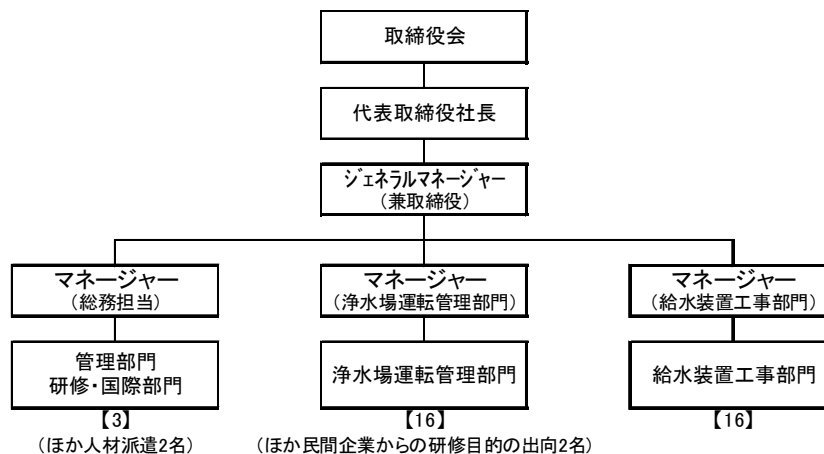 取締役会
代表取締役社長
ジェネラルマネージャー
(兼取締役)
マネージャー
(総務担当)
マネージャー
(浄水場運転管理部門)
マネージャー
(給水装置工事部門)
管理部門
研修・国際部門
浄水場運転管理部門
給水装置工事部門
【3】
(ほか人材派遣2名)
【16】
(ほか民間企業からの研修目的の出向2名)
【16】